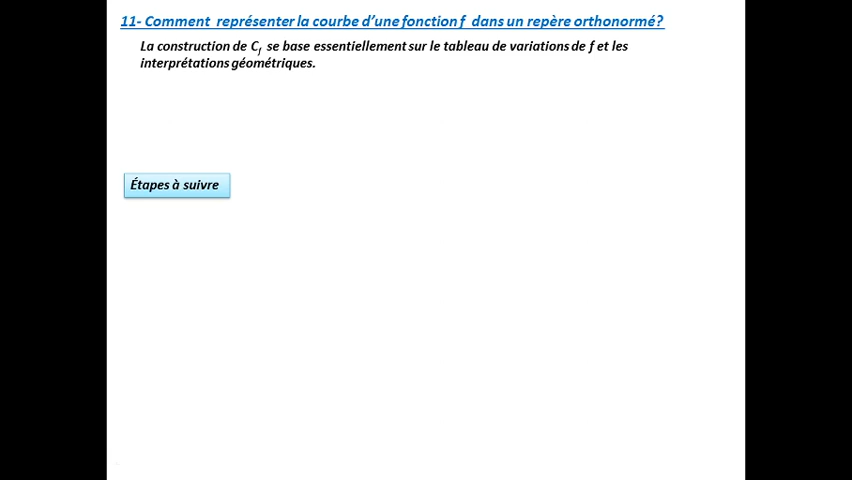 11- Comment représenter la courbe d'une fonction f dans un repère orthonormé?
La construction de Cf se base essentiellement sur le tableau de variations de f et les
interprétations géométriques.
Étapes à suivre